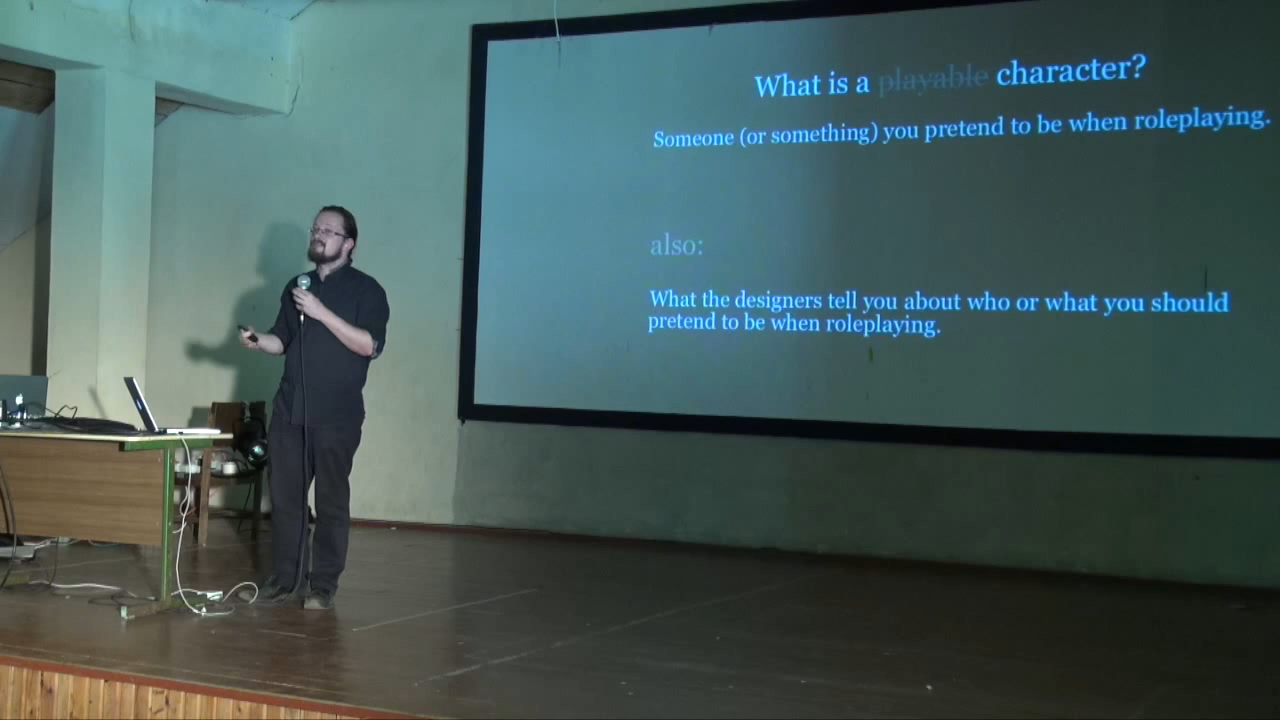 What is a playable character?
Someone (or something) you pretend to be when roleplaying.
also:
What the designers tell you about who or what you should
pretend to be when roleplaying.